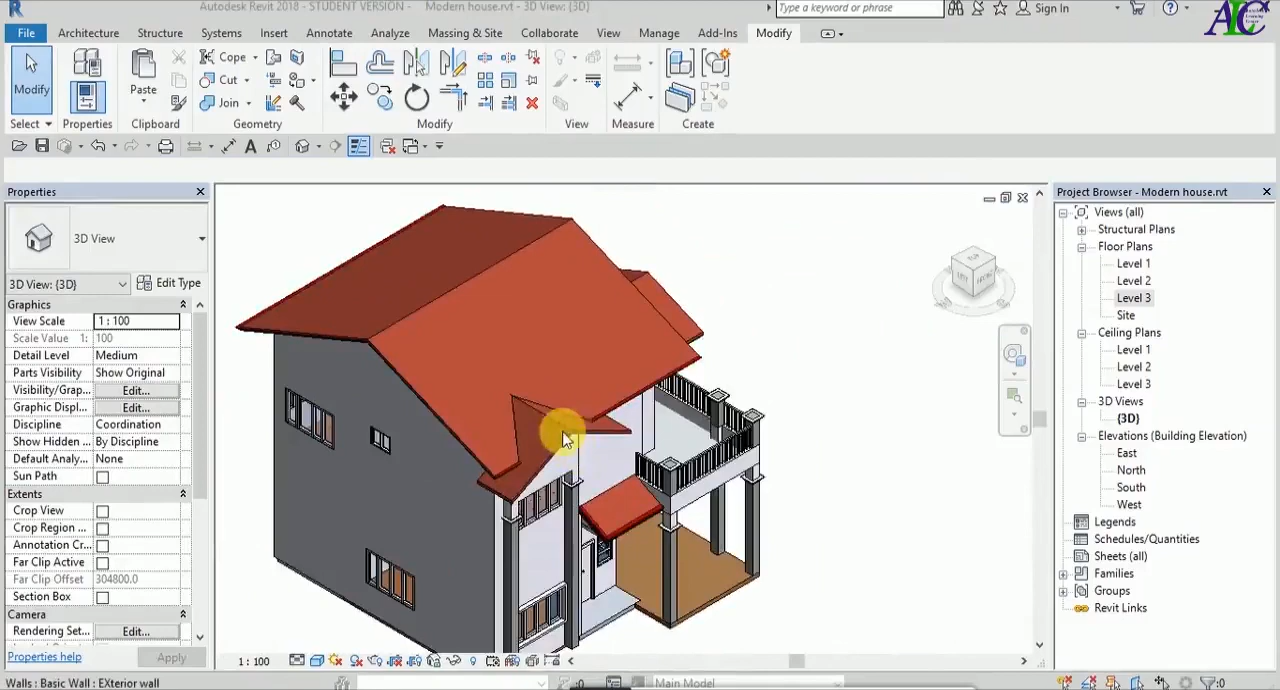 Autodesk Revit 2018 - STUDENT VERSION - Modern house.rvt - 3D View: {3D}
Type a keyword or phrase
Sign In
ALC
File Architecture Structure Systems Insert Annotate Analyze Massing & Site Collaborate View Manage Add-Ins Modify
Modify
Paste
Cope
Cut
Join
Select Properties Clipboard Geometry Modify View Measure Create
Properties
3D View
3D View: {3D} Edit Type
Graphics
View Scale 1 : 100
Scale Value 1: 100
Detail Level Medium
Parts Visibility Show Original
Visibility/Grap... Edit...
Graphic Displ... Edit...
Discipline Coordination
Show Hidden ... By Discipline
Default Analy... None
Sun Path
Extents
Crop View
Crop Region ...
Annotation Cr...
Far Clip Active
Far Clip Offset 304800.0
Section Box
Camera
Rendering Set... Edit...
Properties help Apply
1 : 100
Walls : Basic Wall : EXterior wall
:0
Main Model
:0
Project Browser - Modern house.rvt
Views (all)
Structural Plans
Floor Plans
Level 1
Level 2
Level 3
Site
Ceiling Plans
Level 1
Level 2
Level 3
3D Views
{3D}
Elevations (Building Elevation)
East
North
South
West
Legends
Schedules/Quantities
Sheets (all)
Families
Groups
Revit Links